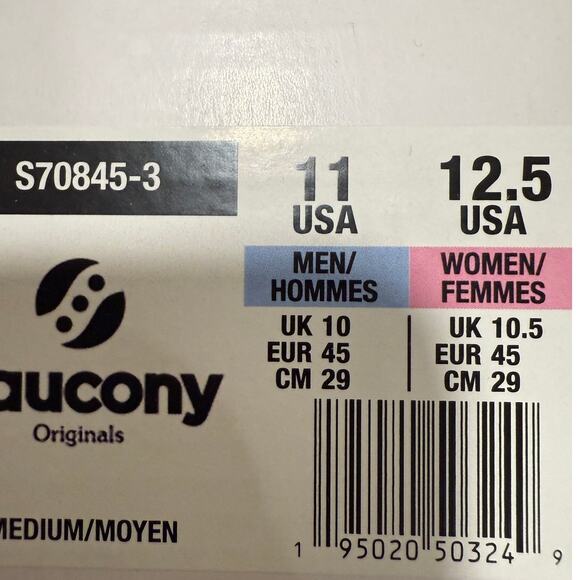 S70845-3
11
USA
12.5
USA
MEN/
HOMMES
WOMEN/
FEMMES
UK 10
EUR 45
CM 29
UK 10.5
EUR 45
CM 29
aucony
Originals
MEDIUM/MOYEN
1 95020 50324 9